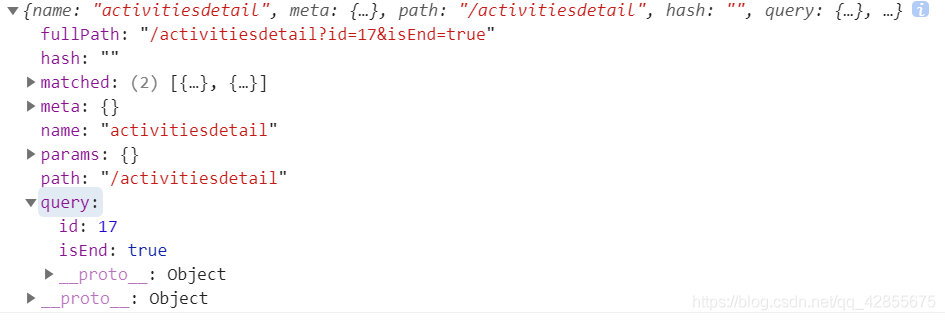 ▼{name: "activitiesdetail", meta: {…}, path: "/activitiesdetail", hash: "", query: {…}, …} i
fullPath: "/activitiesdetail?id=17&isEnd=true"
hash: ""
▶matched: (2) [{…}, {…}]
▶meta: {}
name: "activitiesdetail"
▶params: {}
path: "/activitiesdetail"
▼query:
id: 17
isEnd: true
▶__proto__: Object
▶__proto__: Object
https://blog.csdn.net/qq_42855675